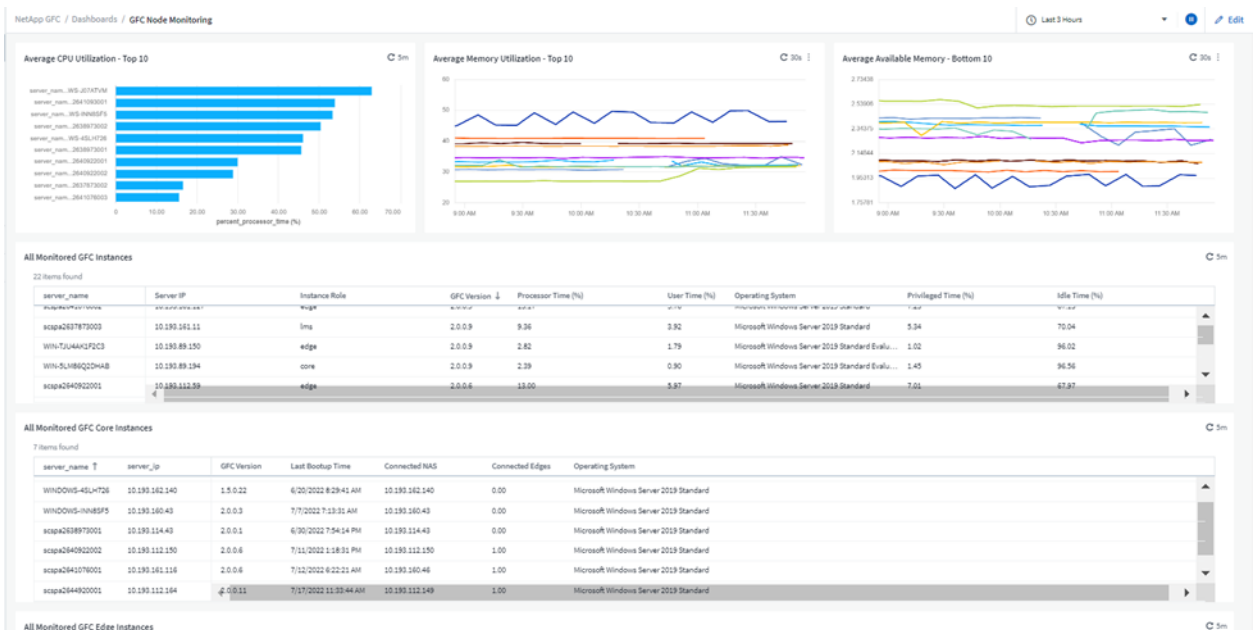 NetApp GFC / Dashboards / GFC Node Monitoring
Last 3 Hours
Edit
Average CPU Utilization - Top 10
5m
server_nam...WS-J07ATVM
server_nam...2641093001
server_nam...WS-INN8SF5
server_nam...2638973002
server_nam...WS-4SLH726
server_nam...2638973001
server_nam...2640922001
server_nam...2640922002
server_nam...2637873002
server_nam...2641076003
0 10.00 20.00 30.00 40.00 50.00 60.00 70.00
percent_processor_time (%)
Average Memory Utilization - Top 10
30s
60
50
40
30
20
9:00 AM 9:30 AM 10:00 AM 10:30 AM 11:00 AM 11:30 AM
Average Available Memory - Bottom 10
30s
2.73438
2.53906
2.34375
2.14844
1.95313
1.75781
9:00 AM 9:30 AM 10:00 AM 10:30 AM 11:00 AM 11:30 AM
All Monitored GFC Instances
5m
22 items found
server_name Server IP Instance Role GFC Version Processor Time (%) User Time (%) Operating System Privileged Time (%) Idle Time (%)
scspa2637873003 10.193.161.11 lms 2.0.0.9 9.36 3.92 Microsoft Windows Server 2019 Standard 5.34 70.04
WIN-TJU4AK1F2C3 10.193.89.150 edge 2.0.0.9 2.82 1.79 Microsoft Windows Server 2019 Standard Evalu... 1.02 96.02
WIN-5LMB6Q2DHAB 10.193.89.194 core 2.0.0.9 2.39 0.90 Microsoft Windows Server 2019 Standard Evalu... 1.45 96.56
scspa2640922001 10.193.112.59 edge 2.0.0.6 13.00 5.97 Microsoft Windows Server 2019 Standard 7.01 67.97
All Monitored GFC Core Instances
5m
7 items found
server_name server_ip GFC Version Last Bootup Time Connected NAS Connected Edges Operating System
WINDOWS-4SLH726 10.193.162.140 1.5.0.22 6/20/2022 8:29:41 AM 10.193.162.140 0.00 Microsoft Windows Server 2019 Standard
WINDOWS-INN8SF5 10.193.160.43 2.0.0.3 7/7/2022 7:13:31 AM 10.193.160.43 0.00 Microsoft Windows Server 2019 Standard
scspa2638973001 10.193.114.43 2.0.0.1 6/30/2022 7:54:14 PM 10.193.114.43 0.00 Microsoft Windows Server 2019 Standard
scspa2640922002 10.193.112.150 2.0.0.6 7/11/2022 1:18:31 PM 10.193.112.150 1.00 Microsoft Windows Server 2019 Standard
scspa2641076001 10.193.161.116 2.0.0.6 7/12/2022 6:22:21 AM 10.193.160.46 1.00 Microsoft Windows Server 2019 Standard
scspa2644920001 10.193.112.164 2.0.0.11 7/17/2022 11:33:44 AM 10.193.112.149 1.00 Microsoft Windows Server 2019 Standard
All Monitored GFC Edge Instances
5m